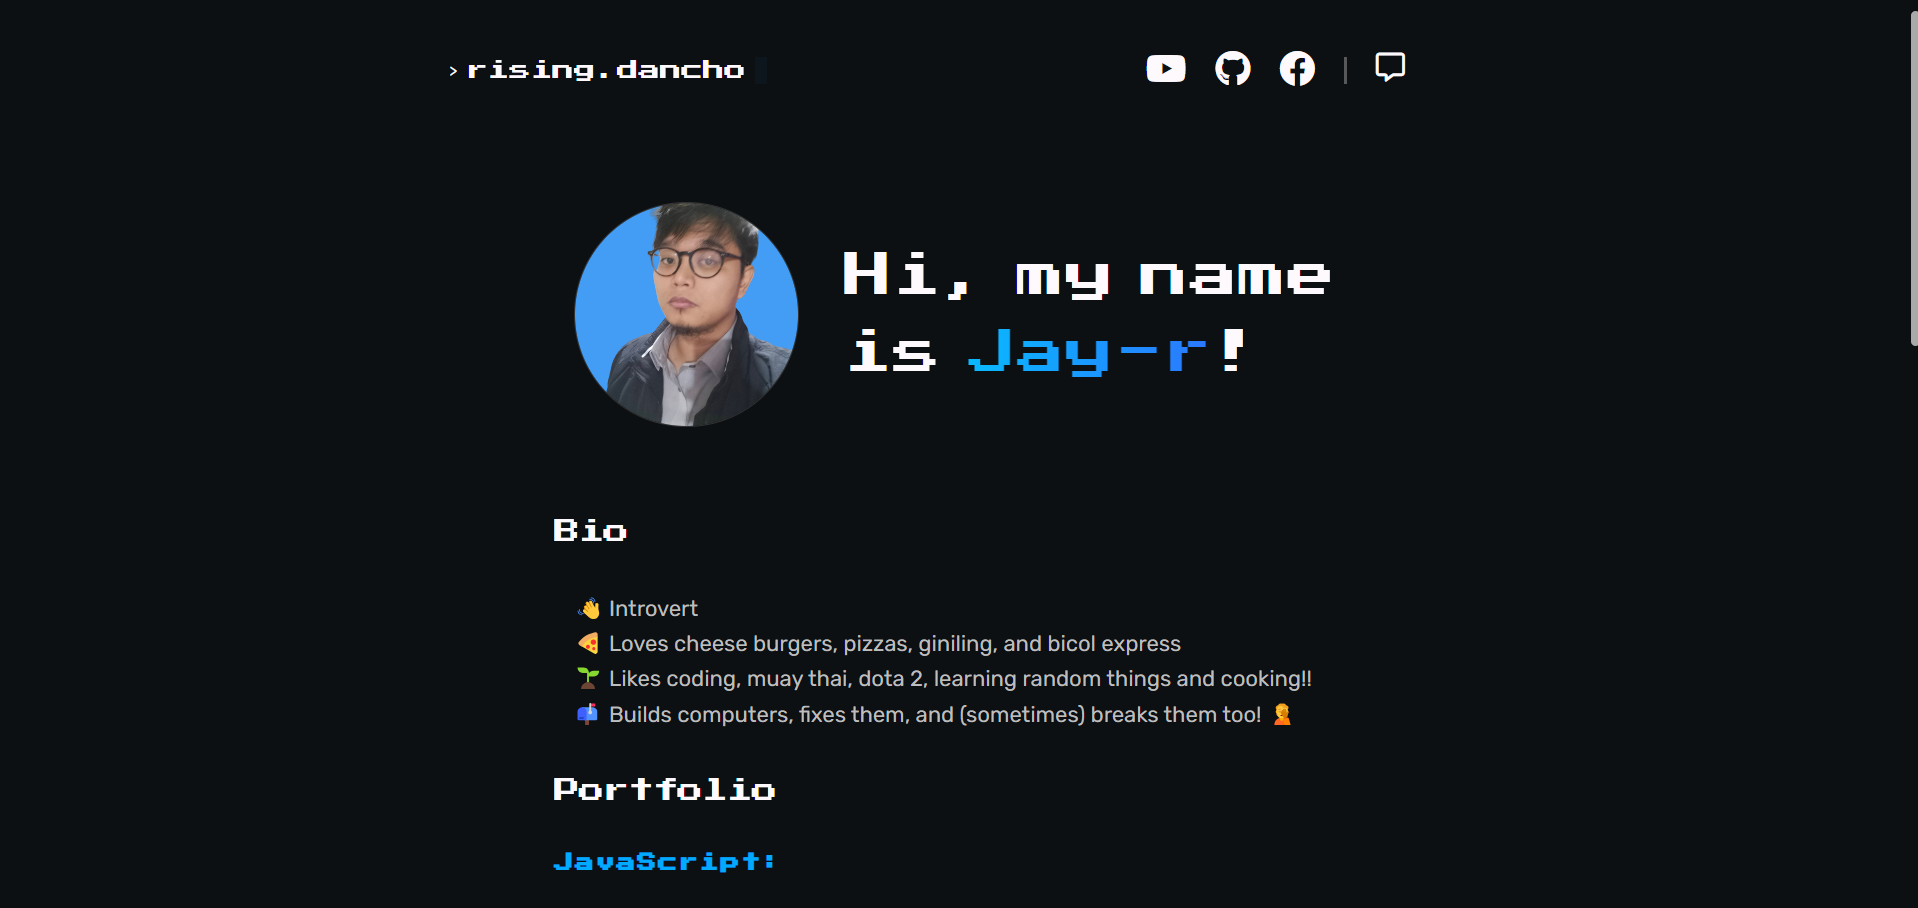 › rising.dancho
Hi, my name
is Jay-r!
Bio
👋 Introvert
🍕 Loves cheese burgers, pizzas, giniling, and bicol express
🌱 Likes coding, muay thai, dota 2, learning random things and cooking!!
📫 Builds computers, fixes them, and (sometimes) breaks them too! 🤦
Portfolio
JavaScript: